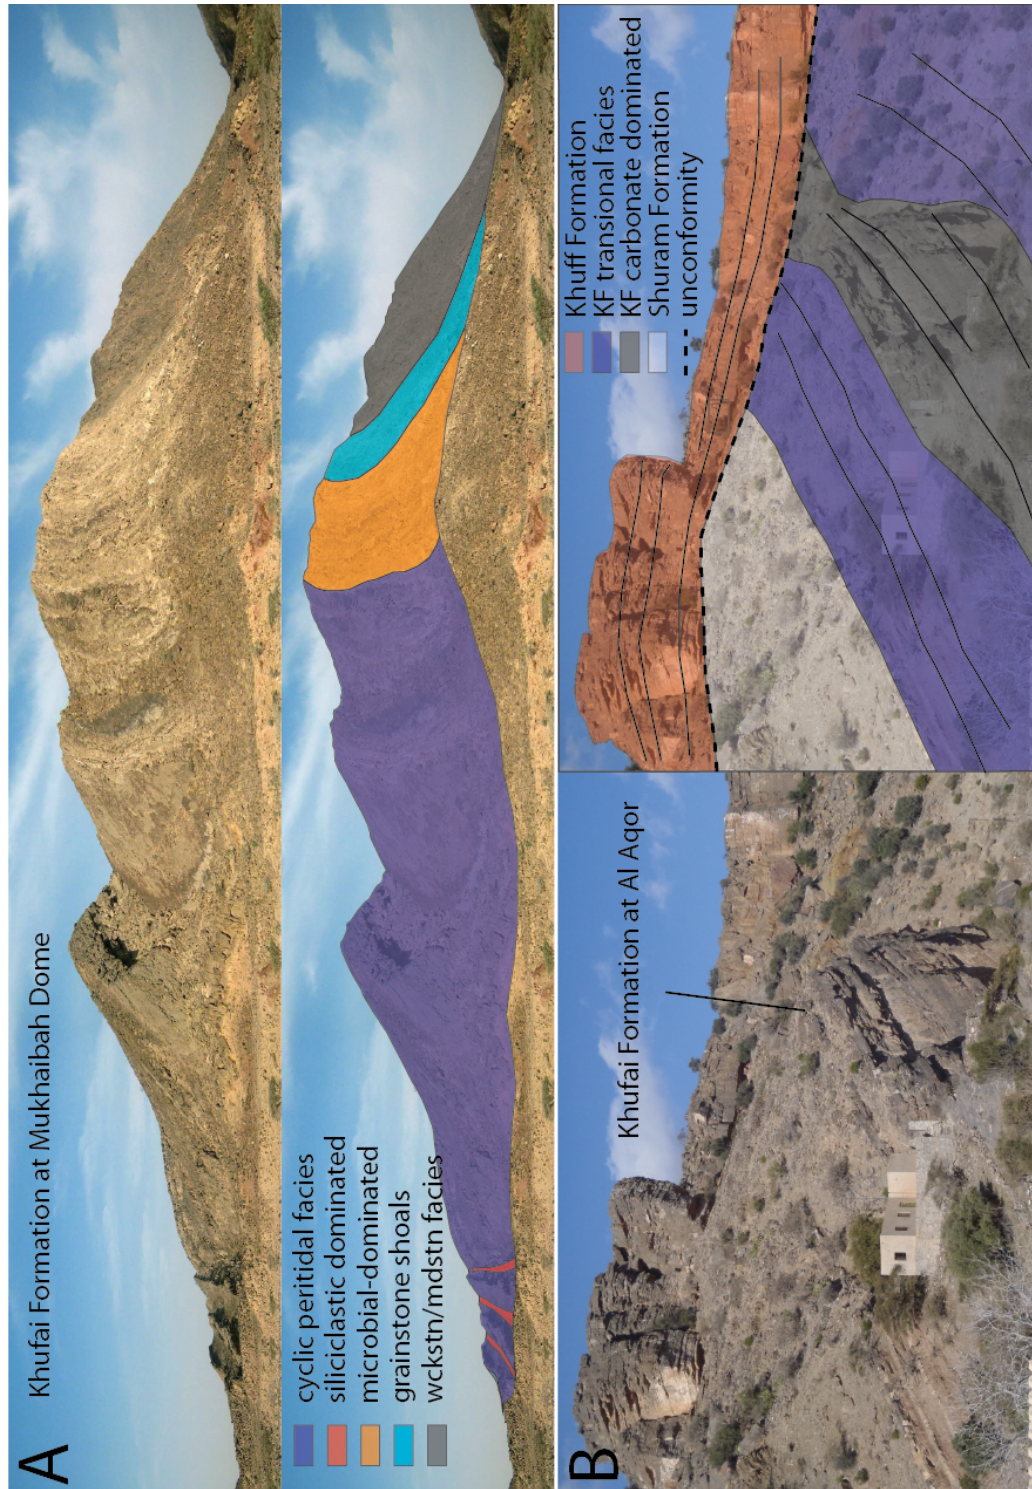 A
Khufai Formation at Mukhaibah Dome
cyclic peritidal facies
siliciclastic dominated
microbial-dominated
grainstone shoals
wckstn/mdstn facies
B
Khufai Formation at Al Aqor
Khuff Formation
KF transional facies
KF carbonate dominated
Shuram Formation
unconformity